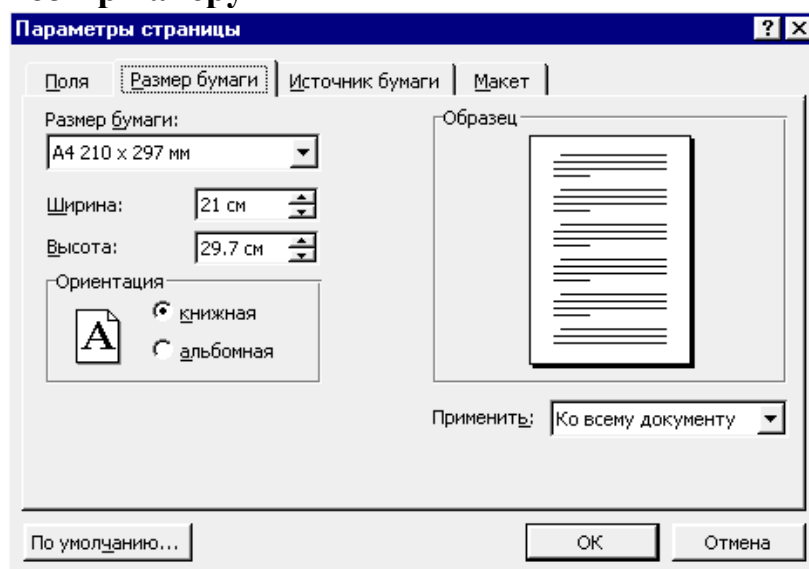 Параметры страницы
Поля Размер бумаги Источник бумаги Макет
Размер бумаги:
А4 210 x 297 мм
Ширина: 21 см
Высота: 29.7 см
Ориентация
A
книжная
альбомная
Образец
Применить: Ко всему документу
По умолчанию... ОК Отмена